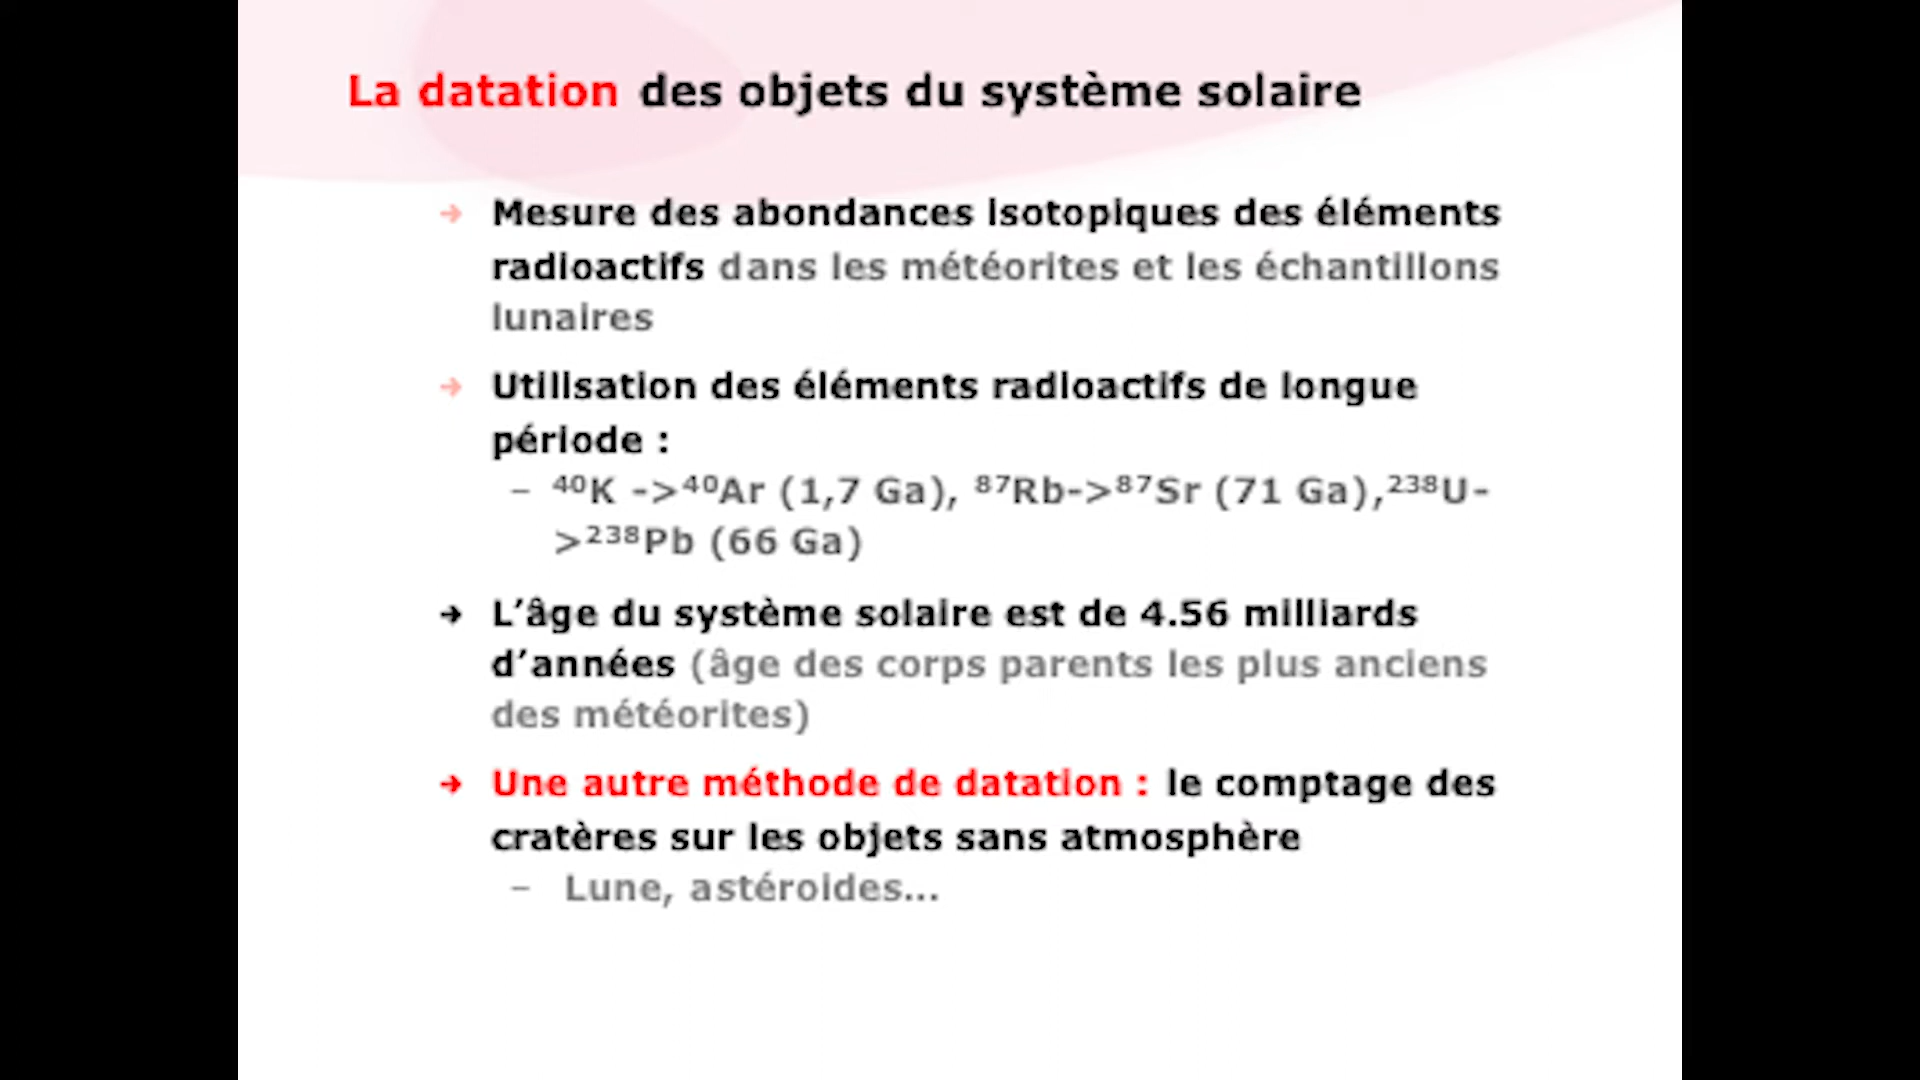 La datation des objets du système solaire
→ Mesure des abondances isotopiques des éléments
radioactifs dans les météorites et les échantillons
lunaires
→ Utilisation des éléments radioactifs de longue
période :
– ⁴⁰K ->⁴⁰Ar (1,7 Ga), ⁸⁷Rb->⁸⁷Sr (71 Ga),²³⁸U-
>²³⁸Pb (66 Ga)
→ L’âge du système solaire est de 4.56 milliards
d’années (âge des corps parents les plus anciens
des météorites)
→ Une autre méthode de datation : le comptage des
cratères sur les objets sans atmosphère
– Lune, astéroides...